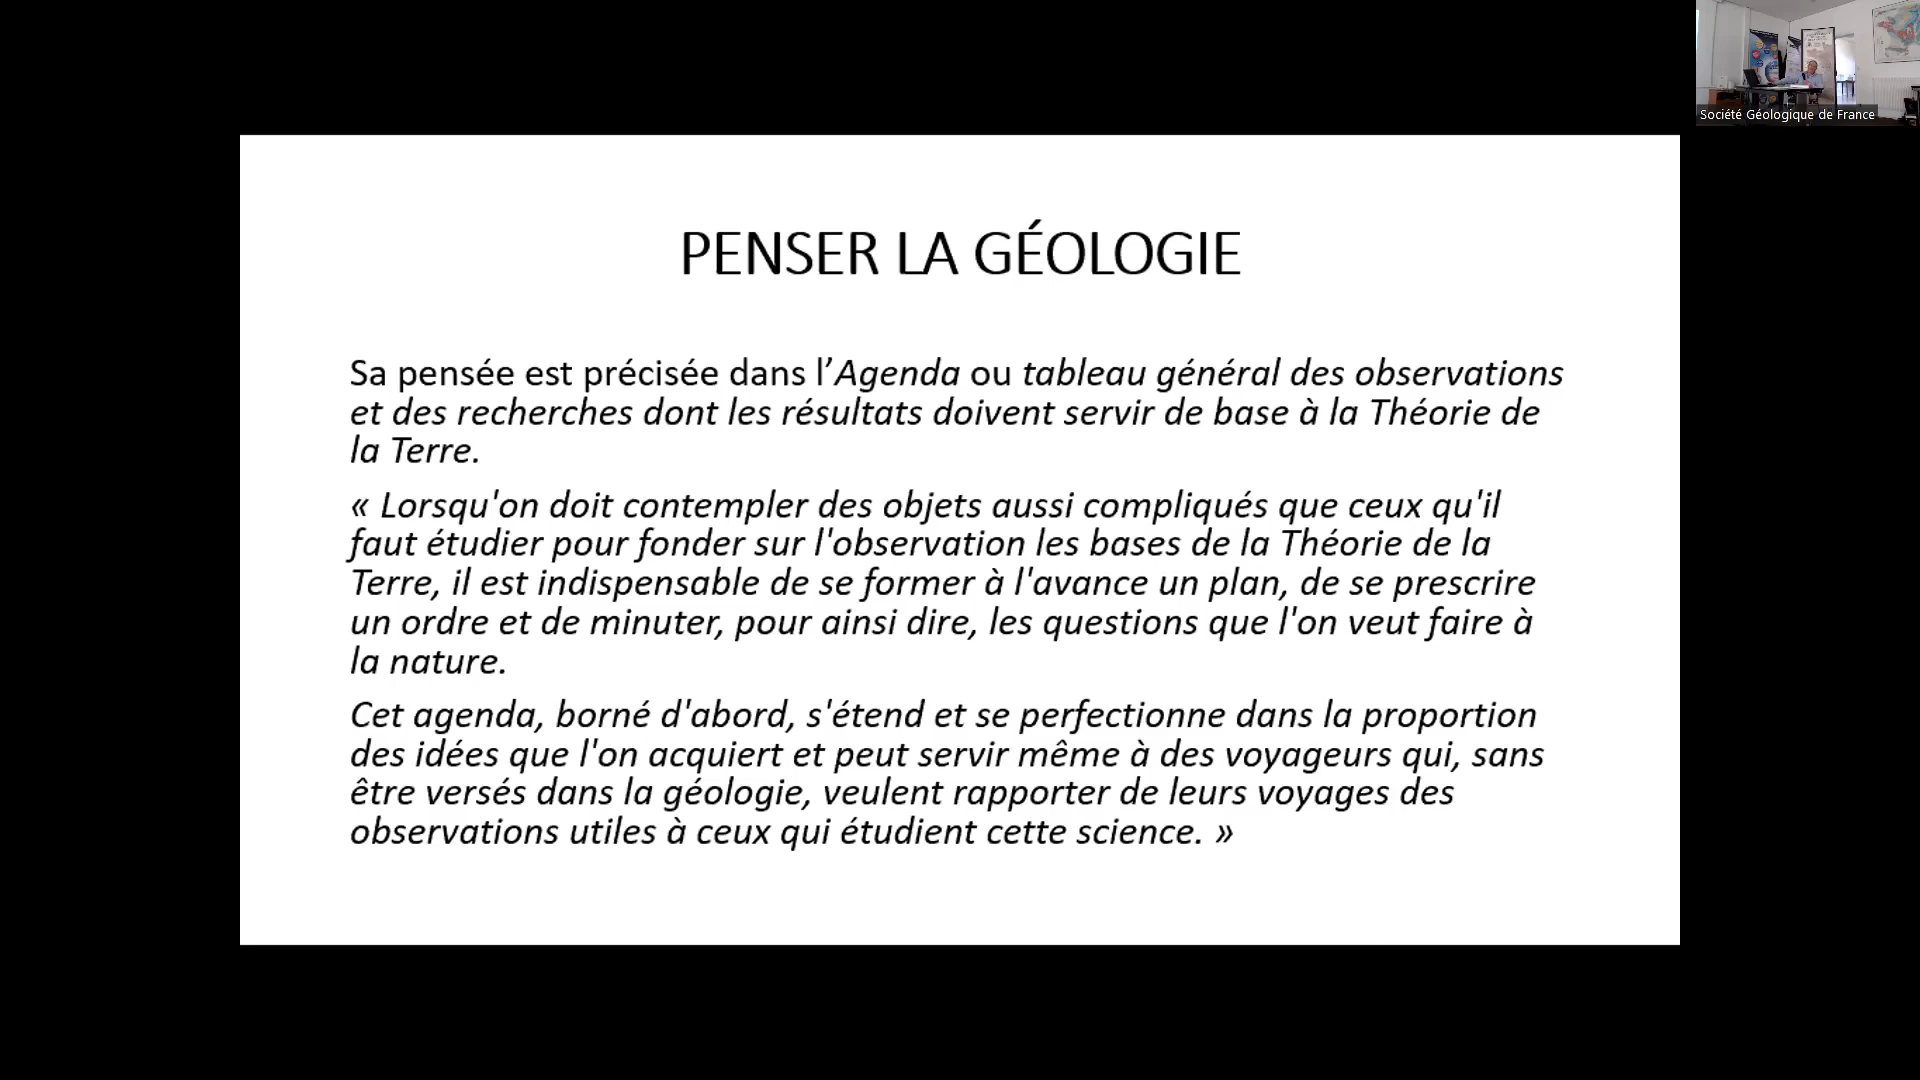 Société Géologique de France
PENSER LA GÉOLOGIE
Sa pensée est précisée dans l’Agenda ou tableau général des observations
et des recherches dont les résultats doivent servir de base à la Théorie de
la Terre.
« Lorsqu'on doit contempler des objets aussi compliqués que ceux qu'il
faut étudier pour fonder sur l'observation les bases de la Théorie de la
Terre, il est indispensable de se former à l'avance un plan, de se prescrire
un ordre et de minuter, pour ainsi dire, les questions que l'on veut faire à
la nature.
Cet agenda, borné d'abord, s'étend et se perfectionne dans la proportion
des idées que l'on acquiert et peut servir même à des voyageurs qui, sans
être versés dans la géologie, veulent rapporter de leurs voyages des
observations utiles à ceux qui étudient cette science. »